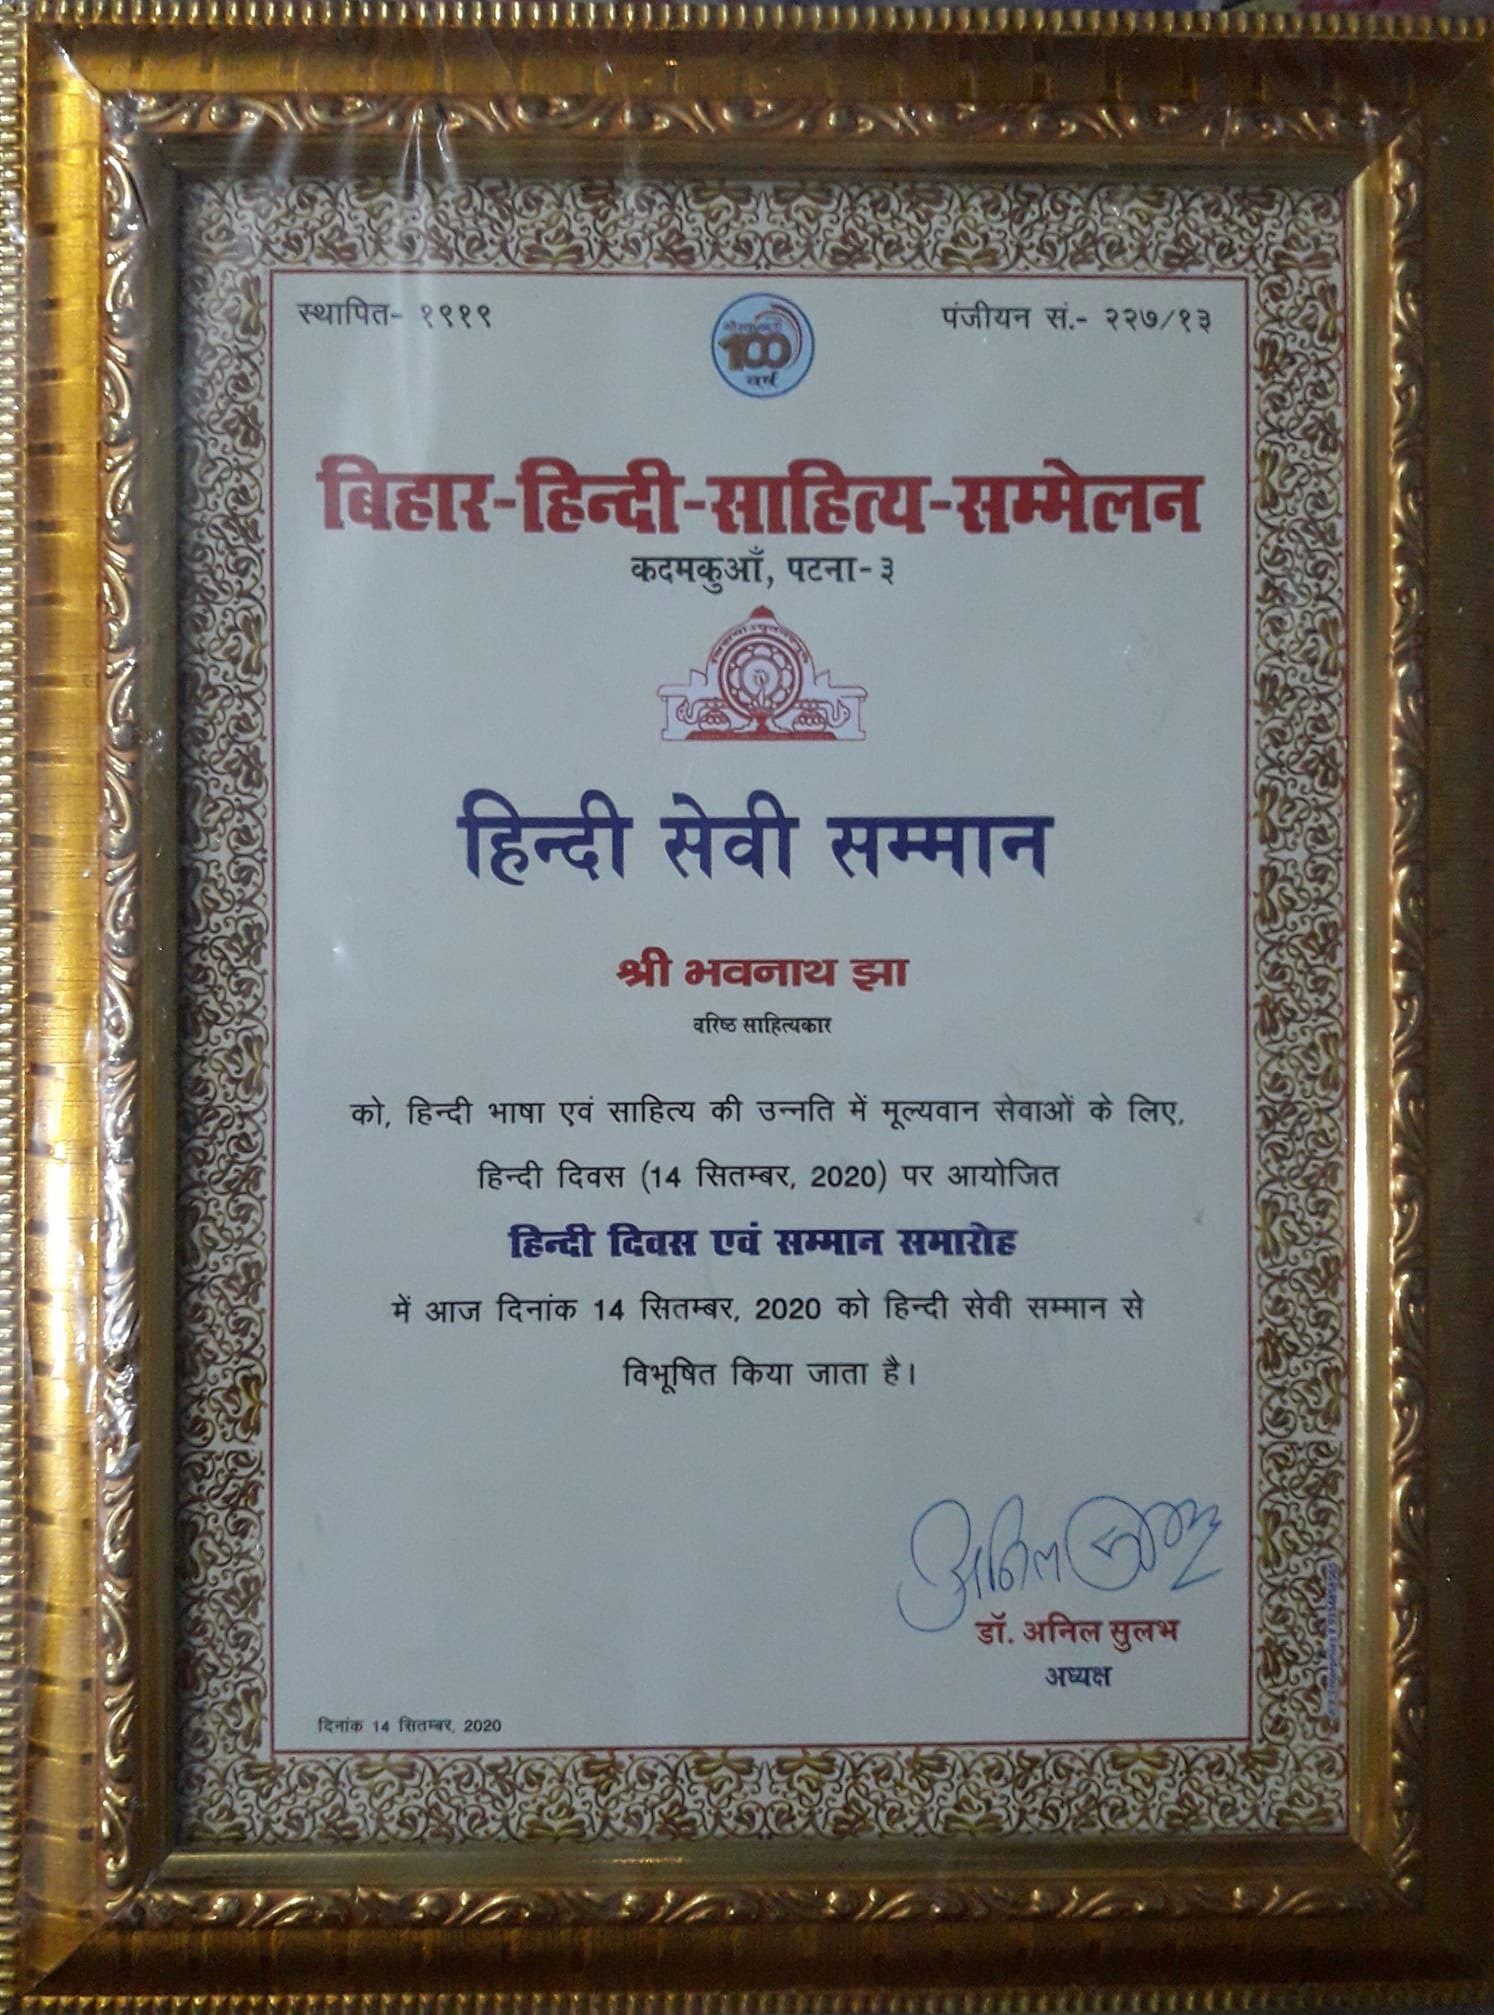 स्थापित- १९१९
पंजीयन सं.- २२७/१३
100
वर्ष
बिहार-हिन्दी-साहित्य-सम्मेलन
कदमकुआँ, पटना-३
हिन्दी सेवी सम्मान
श्री भवनाथ झा
वरिष्ठ साहित्यकार
को, हिन्दी भाषा एवं साहित्य की उन्नति में मूल्यवान सेवाओं के लिए,
हिन्दी दिवस (14 सितम्बर, 2020) पर आयोजित
हिन्दी दिवस एवं सम्मान समारोह
में आज दिनांक 14 सितम्बर, 2020 को हिन्दी सेवी सम्मान से
विभूषित किया जाता है।
अनिल
डॉ. अनिल सुलभ
अध्यक्ष
दिनांक 14 सितम्बर, 2020